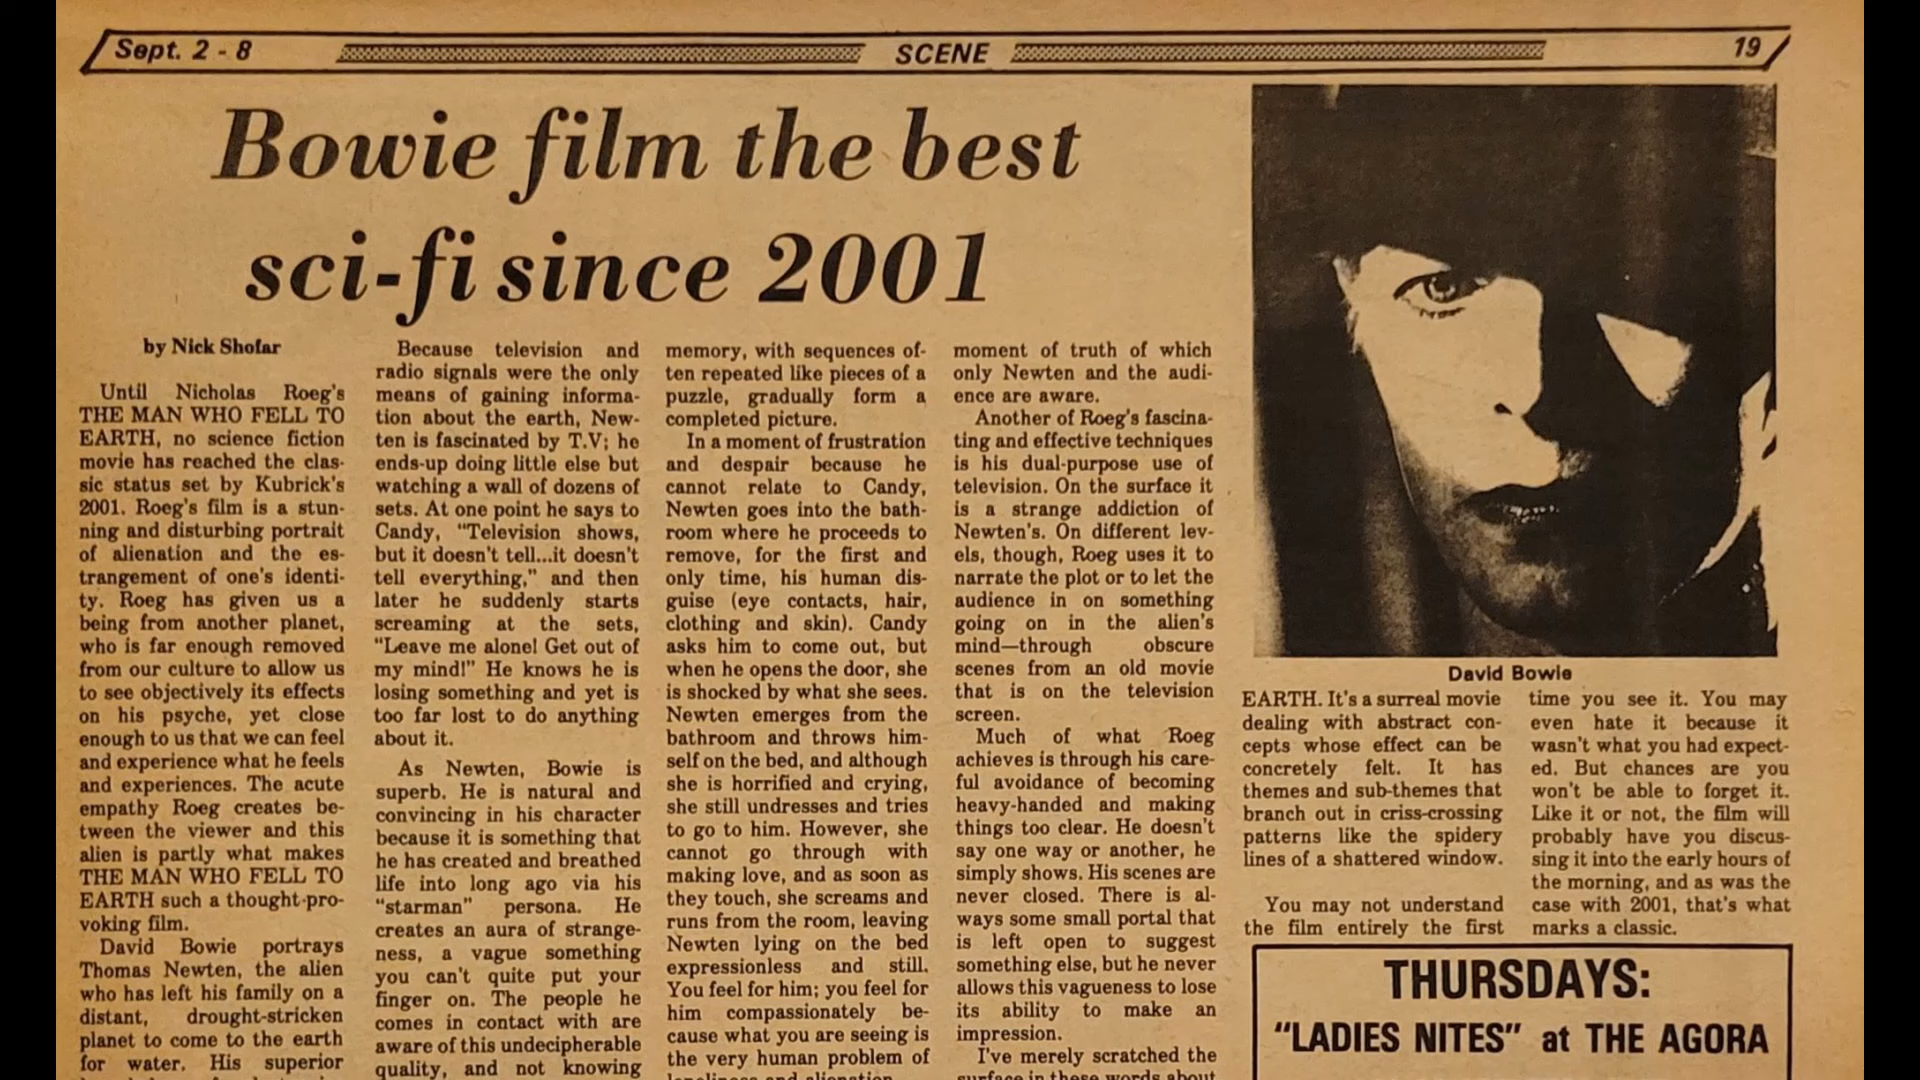 Sept. 2 - 8
SCENE
19
Bowie film the best
sci-fi since 2001
by Nick Shofar
Until Nicholas Roeg's
THE MAN WHO FELL TO
EARTH, no science fiction
movie has reached the clas-
sic status set by Kubrick's
2001. Roeg's film is a stun-
ning and disturbing portrait
of alienation and the es-
trangement of one's identi-
ty. Roeg has given us a
being from another planet,
who is far enough removed
from our culture to allow us
to see objectively its effects
on his psyche, yet close
enough to us that we can feel
and experience what he feels
and experiences. The acute
empathy Roeg creates be-
tween the viewer and this
alien is partly what makes
THE MAN WHO FELL TO
EARTH such a thought-pro-
voking film.
David Bowie portrays
Thomas Newten, the alien
who has left his family on a
distant, drought-stricken
planet to come to the earth
for water. His superior
Because television and
radio signals were the only
means of gaining informa-
tion about the earth, New-
ten is fascinated by T.V; he
ends-up doing little else but
watching a wall of dozens of
sets. At one point he says to
Candy, "Television shows,
but it doesn't tell...it doesn't
tell everything," and then
later he suddenly starts
screaming at the sets,
"Leave me alone! Get out of
my mind!" He knows he is
losing something and yet is
too far lost to do anything
about it.
As Newten, Bowie is
superb. He is natural and
convincing in his character
because it is something that
he has created and breathed
life into long ago via his
"starman" persona. He
creates an aura of strange-
ness, a vague something
you can't quite put your
finger on. The people he
comes in contact with are
aware of this undecipherable
quality, and not knowing
memory, with sequences of-
ten repeated like pieces of a
puzzle, gradually form a
completed picture.
In a moment of frustration
and despair because he
cannot relate to Candy,
Newten goes into the bath-
room where he proceeds to
remove, for the first and
only time, his human dis-
guise (eye contacts, hair,
clothing and skin). Candy
asks him to come out, but
when he opens the door, she
is shocked by what she sees.
Newten emerges from the
bathroom and throws him-
self on the bed, and although
she is horrified and crying,
she still undresses and tries
to go to him. However, she
cannot go through with
making love, and as soon as
they touch, she screams and
runs from the room, leaving
Newten lying on the bed
expressionless and still.
You feel for him; you feel for
him compassionately be-
cause what you are seeing is
the very human problem of
loneliness and alienation.
moment of truth of which
only Newten and the audi-
ence are aware.
Another of Roeg's fascina-
ting and effective techniques
is his dual-purpose use of
television. On the surface it
is a strange addiction of
Newten's. On different lev-
els, though, Roeg uses it to
narrate the plot or to let the
audience in on something
going on in the alien's
mind—through obscure
scenes from an old movie
that is on the television
screen.
Much of what Roeg
achieves is through his care-
ful avoidance of becoming
heavy-handed and making
things too clear. He doesn't
say one way or another, he
simply shows. His scenes are
never closed. There is al-
ways some small portal that
is left open to suggest
something else, but he never
allows this vagueness to lose
its ability to make an
impression.
I've merely scratched the
surface in these words about
David Bowie
EARTH. It's a surreal movie
dealing with abstract con-
cepts whose effect can be
concretely felt. It has
themes and sub-themes that
branch out in criss-crossing
patterns like the spidery
lines of a shattered window.
You may not understand
the film entirely the first
time you see it. You may
even hate it because it
wasn't what you had expect-
ed. But chances are you
won't be able to forget it.
Like it or not, the film will
probably have you discus-
sing it into the early hours of
the morning, and as was the
case with 2001, that's what
marks a classic.
THURSDAYS:
"LADIES NITES" at THE AGORA